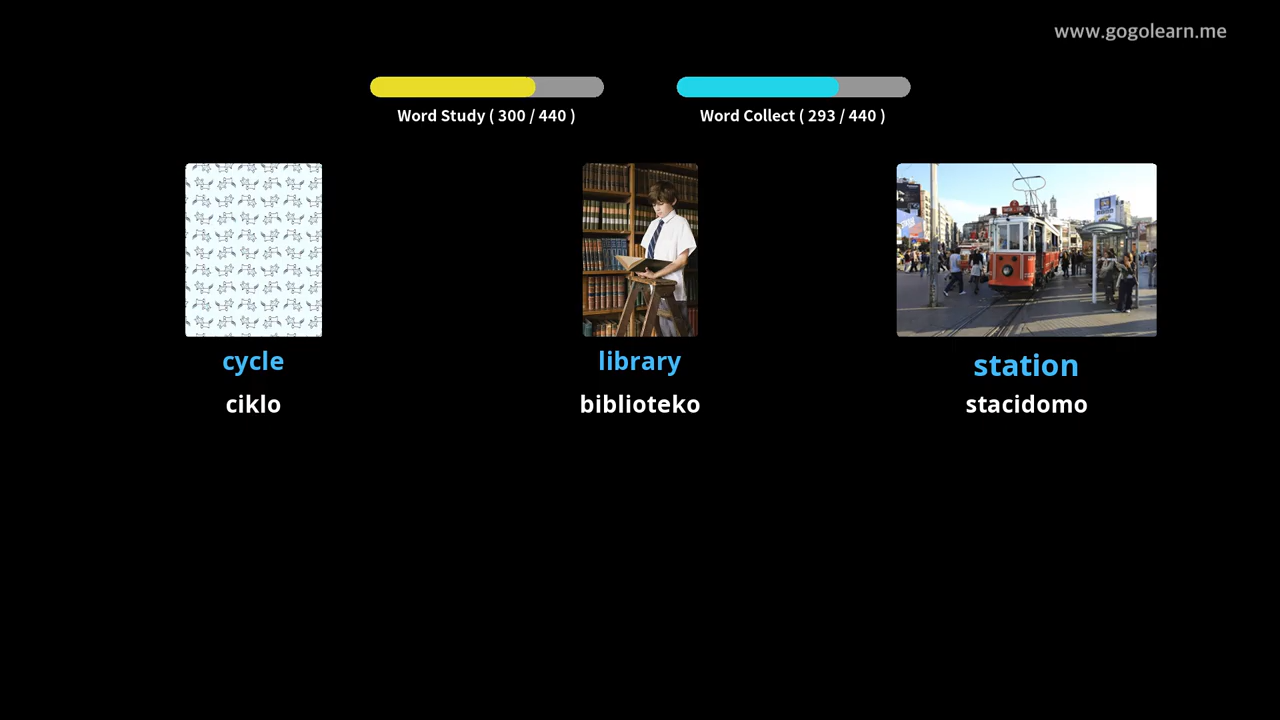 www.gogolearn.me
Word Study ( 300 / 440 )
Word Collect ( 293 / 440 )
cycle
ciklo
library
biblioteko
station
stacidomo